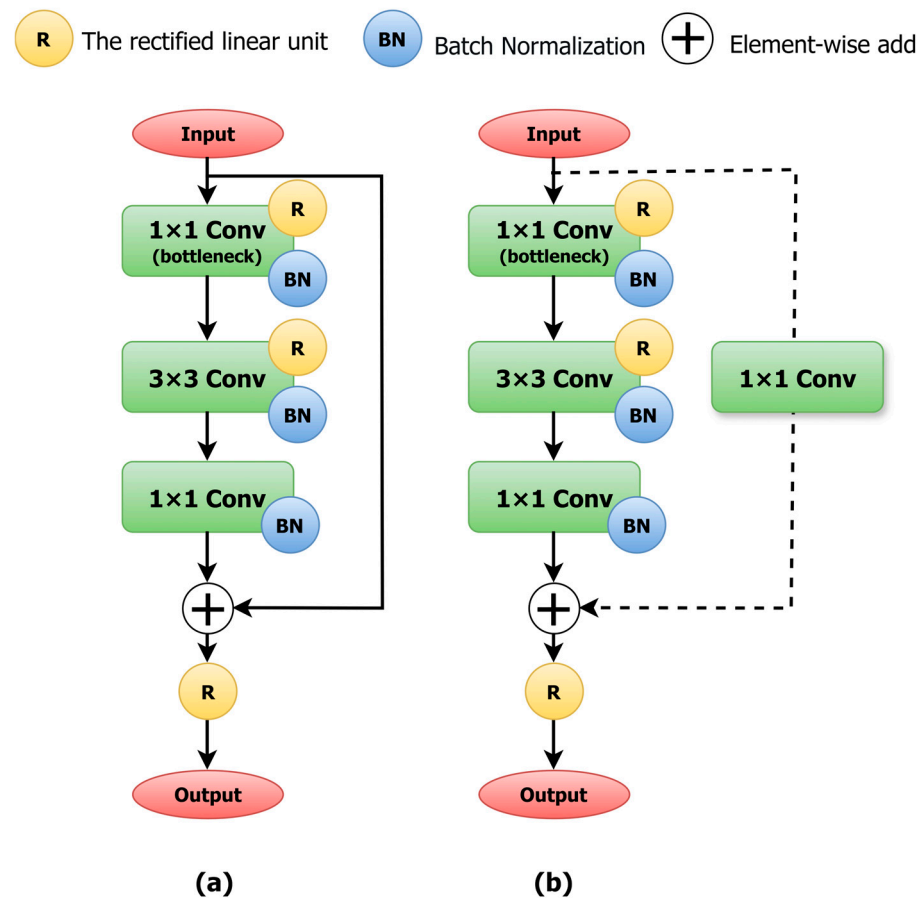 R The rectified linear unit BN Batch Normalization Element-wise add
Input
R
1×1 Conv
(bottleneck)
BN
R
3×3 Conv
BN
1×1 Conv
BN
R
Output
(a)
Input
R
1×1 Conv
(bottleneck)
BN
R
3×3 Conv
BN
1×1 Conv
1×1 Conv
BN
R
Output
(b)